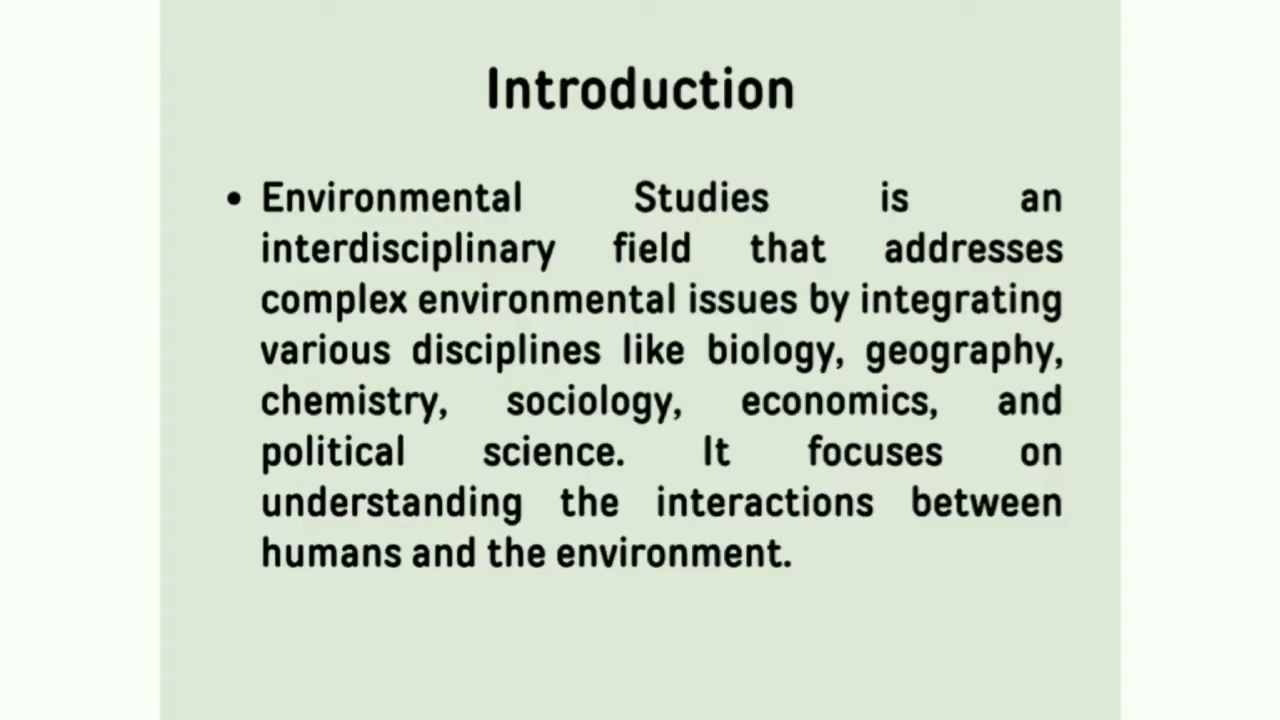 Introduction
• Environmental Studies is an
interdisciplinary field that addresses
complex environmental issues by integrating
various disciplines like biology, geography,
chemistry, sociology, economics, and
political science. It focuses on
understanding the interactions between
humans and the environment.